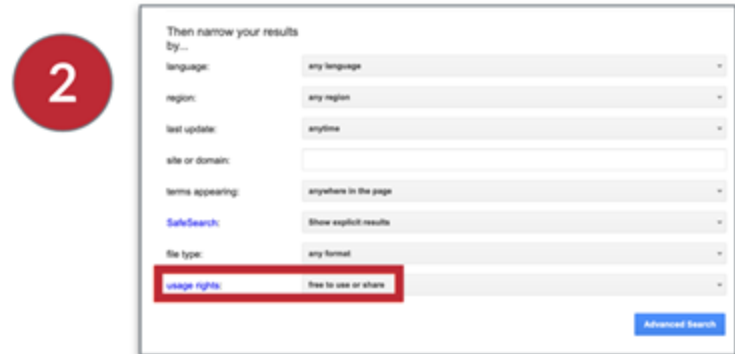 2
Then narrow your results
by...
language: any language
region: any region
last update: anytime
site or domain:
terms appearing: anywhere in the page
SafeSearch: Show explicit results
file type: any format
usage rights: free to use or share
Advanced Search